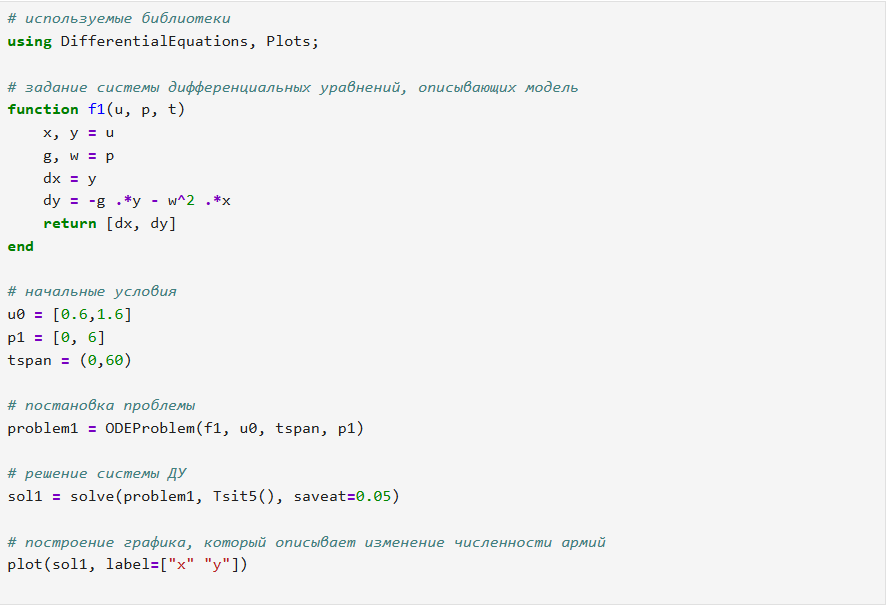 # используемые библиотеки
using DifferentialEquations, Plots;
# задание системы дифференциальных уравнений, описывающих модель
function f1(u, p, t)
    x, y = u
    g, w = p
    dx = y
    dy = -g .*y - w^2 .*x
    return [dx, dy]
end
# начальные условия
u0 = [0.6,1.6]
p1 = [0, 6]
tspan = (0,60)
# постановка проблемы
problem1 = ODEProblem(f1, u0, tspan, p1)
# решение системы ДУ
sol1 = solve(problem1, Tsit5(), saveat=0.05)
# построение графика, который описывает изменение численности армий
plot(sol1, label=["x" "y"])